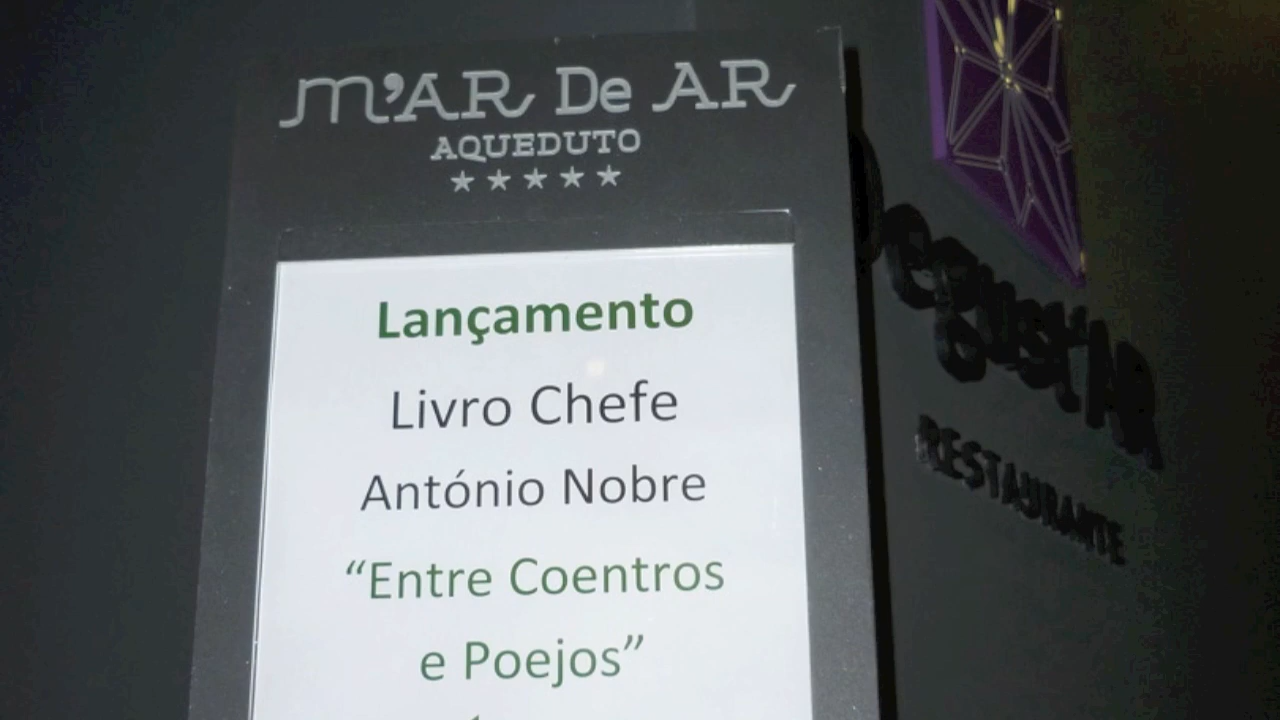 M'AR De AR
AQUEDUTO
Lançamento
Livro Chefe
António Nobre
“Entre Coentros
e Poejos”
RESTAURANTE